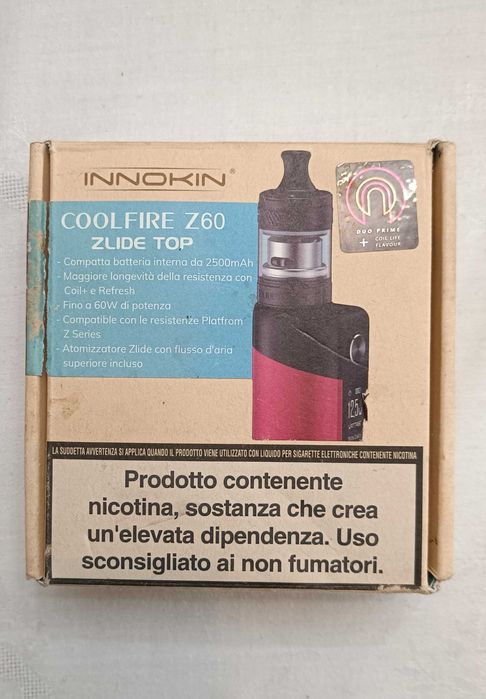 INNOKIN®
COOLFIRE Z60
ZLIDE TOP
- Compatta batteria interna da 2500mAh
- Maggiore longevità della resistenza con
Coil+ e Refresh
- Fino a 60W di potenza
- Compatible con le resistenze Platfrom
Z Series
- Atomizzatore Zlide con flusso d'aria
superiore incluso
DUO PRIME
+ COIL LIFE
FLAVOUR
12.5
LA SUDDETTA AVVERTENZA SI APPLICA QUANDO IL PRODOTTO VIENE UTILIZZATO CON LIQUIDO PER SIGARETTE ELETTRONICHE CONTENENTE NICOTINA
Prodotto contenente
nicotina, sostanza che crea
un'elevata dipendenza. Uso
sconsigliato ai non fumatori.